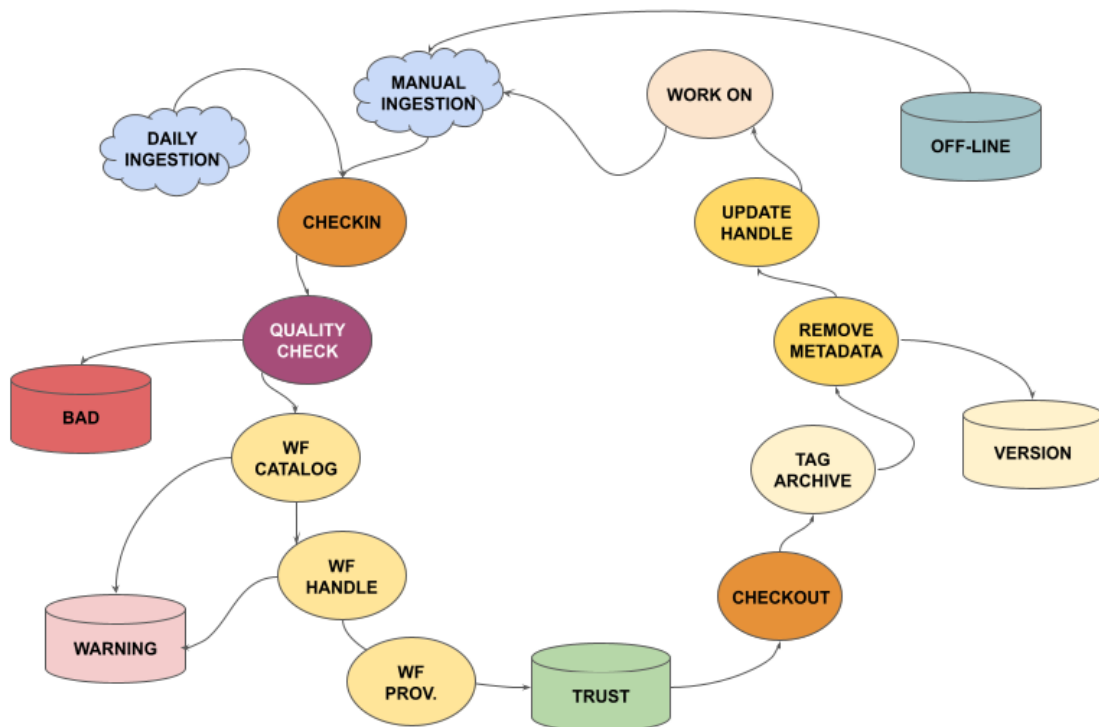 MANUAL
INGESTION
WORK ON
DAILY
INGESTION
OFF-LINE
CHECKIN
UPDATE
HANDLE
QUALITY
CHECK
REMOVE
METADATA
BAD
WF
CATALOG
TAG
ARCHIVE
VERSION
WF
HANDLE
CHECKOUT
WARNING
WF
PROV.
TRUST